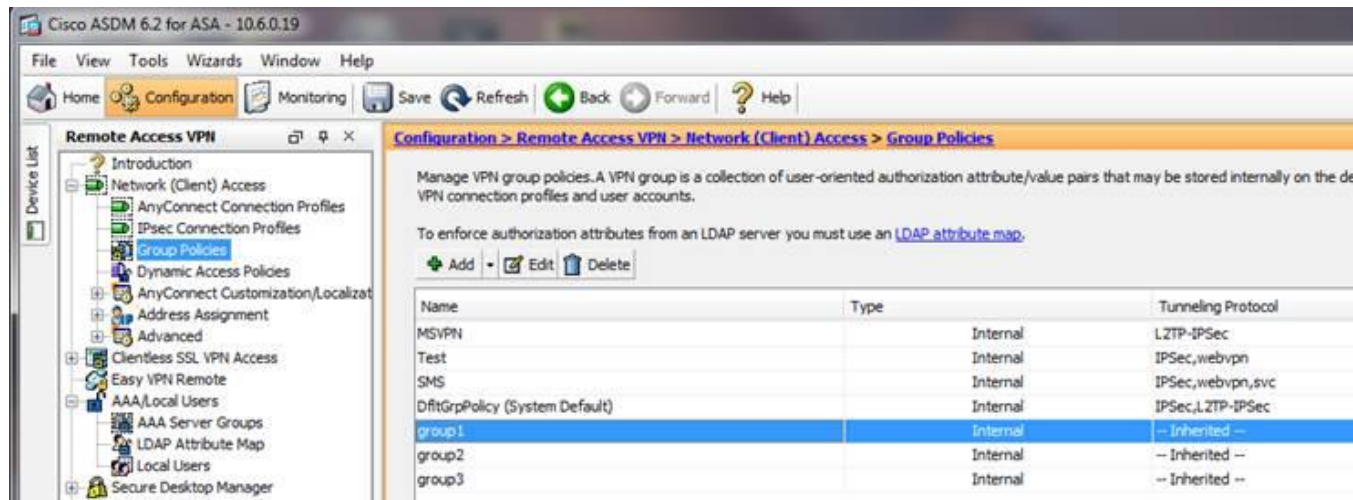 Cisco ASDM 6.2 for ASA - 10.6.0.19
File View Tools Wizards Window Help
Home Configuration Monitoring Save Refresh Back Forward Help
Device List
Remote Access VPN
Introduction
Network (Client) Access
AnyConnect Connection Profiles
IPsec Connection Profiles
Group Policies
Dynamic Access Policies
AnyConnect Customization/Localizat
Address Assignment
Advanced
Clientless SSL VPN Access
Easy VPN Remote
AAA/Local Users
AAA Server Groups
LDAP Attribute Map
Local Users
Secure Desktop Manager
Configuration > Remote Access VPN > Network (Client) Access > Group Policies
Manage VPN group policies.A VPN group is a collection of user-oriented authorization attribute/value pairs that may be stored internally on the de
VPN connection profiles and user accounts.
To enforce authorization attributes from an LDAP server you must use an LDAP attribute map.
Add Edit Delete
Name Type Tunneling Protocol
MSVPN Internal L2TP-IPSec
Test Internal IPSec,webvpn
SMS Internal IPSec,webvpn,svc
DfltGrpPolicy (System Default) Internal IPSec,L2TP-IPSec
group1 Internal -- Inherited --
group2 Internal -- Inherited --
group3 Internal -- Inherited --